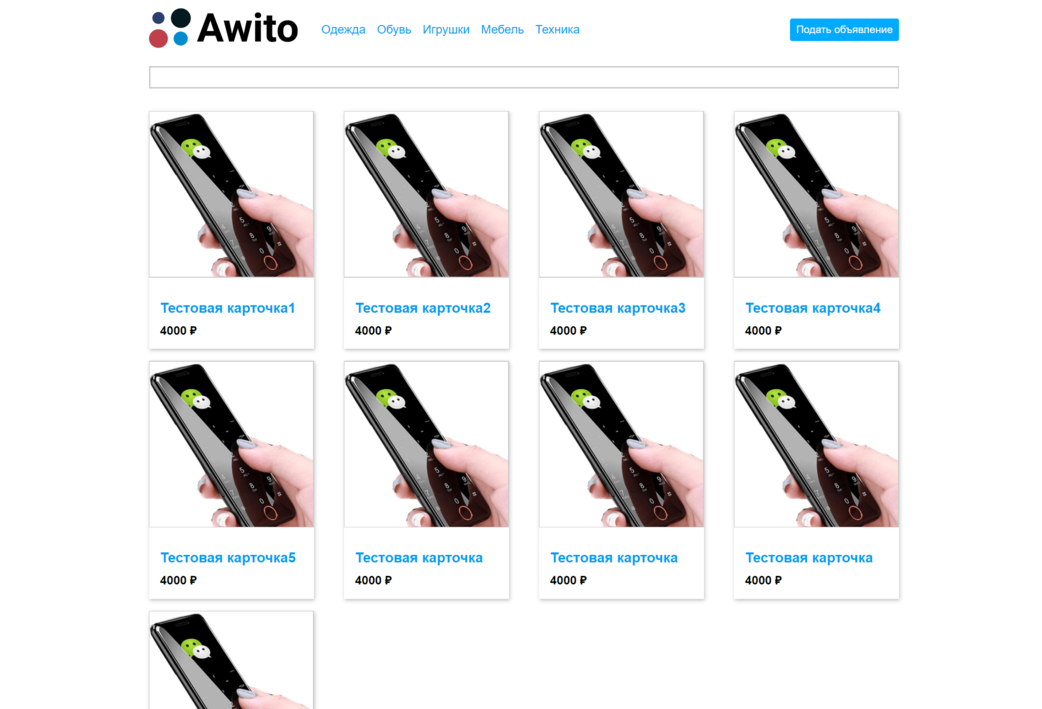 Awito
Одежда Обувь Игрушки Мебель Техника
Подать объявление
Тестовая карточка1
4000 ₽
Тестовая карточка2
4000 ₽
Тестовая карточка3
4000 ₽
Тестовая карточка4
4000 ₽
Тестовая карточка5
4000 ₽
Тестовая карточка
4000 ₽
Тестовая карточка
4000 ₽
Тестовая карточка
4000 ₽